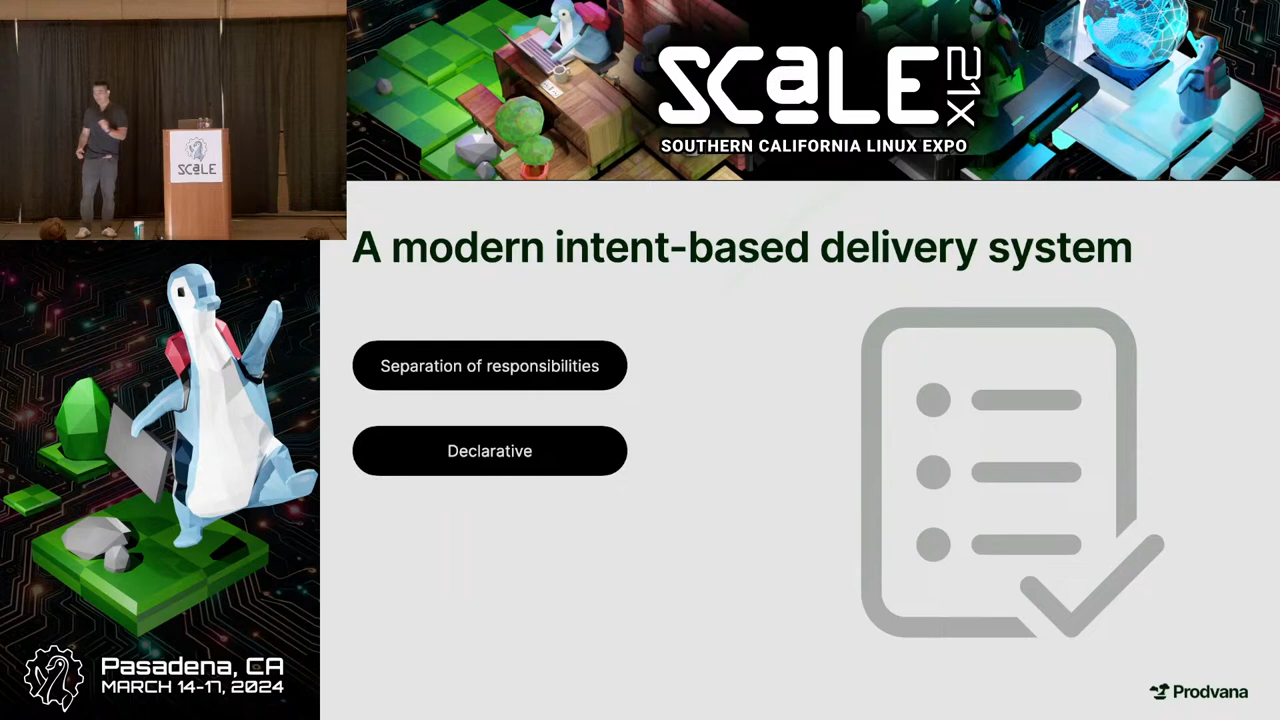 SCaLE
SCaLE 21X
SOUTHERN CALIFORNIA LINUX EXPO
A modern intent-based delivery system
Separation of responsibilities
Declarative
Pasadena, CA
MARCH 14-17, 2024
Prodvana